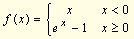 f(x) = { x x < 0
e^x − 1 x ≥ 0